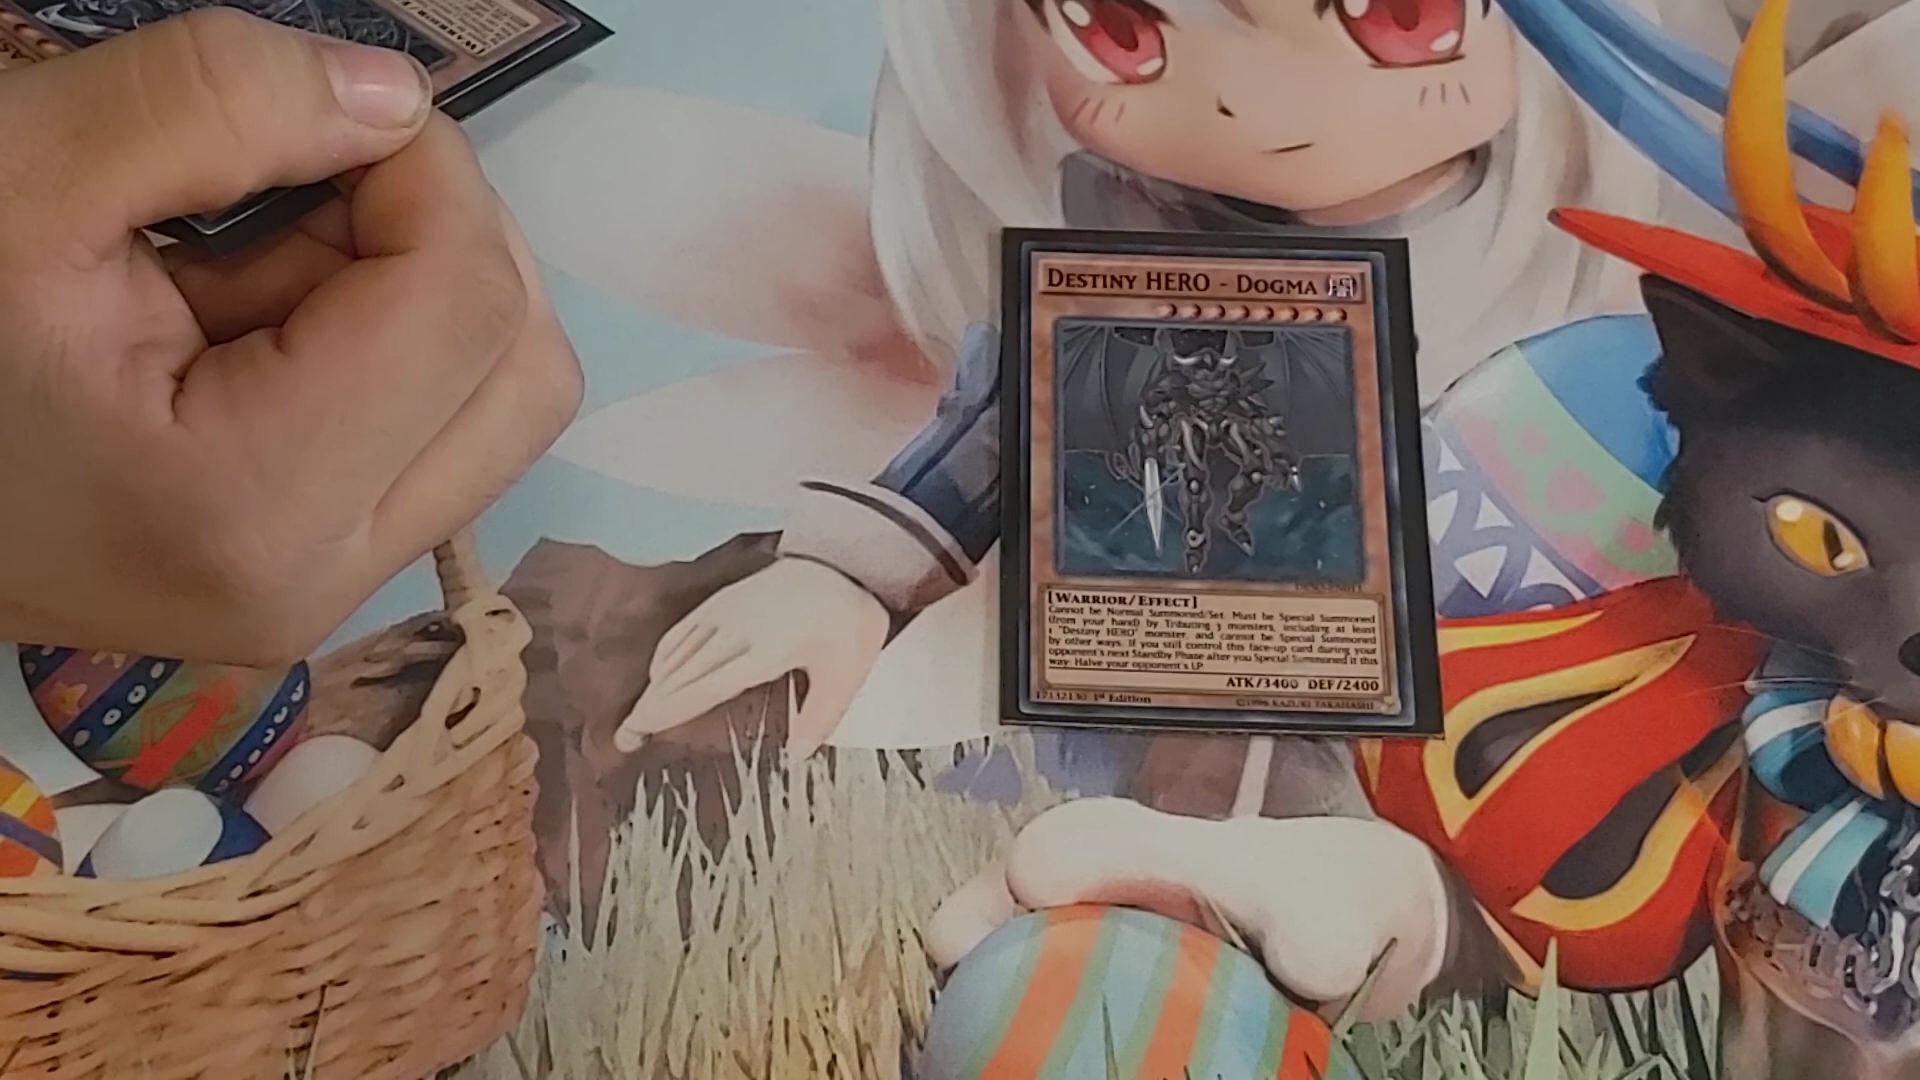 DESTINY HERO - DOGMA
[WARRIOR/EFFECT]
Cannot be Normal Summoned/Set. Must be Special Summoned
(from your hand) by Tributing 3 monsters, including at least
1 "Destiny HERO" monster, and cannot be Special Summoned
by other ways. If you still control this face-up card during your
opponent's next Standby Phase after you Special Summoned it this
way: Halve your opponent's LP.
ATK/3400 DEF/2400
17132130 1st Edition
©1996 KAZUKI TAKAHASHI